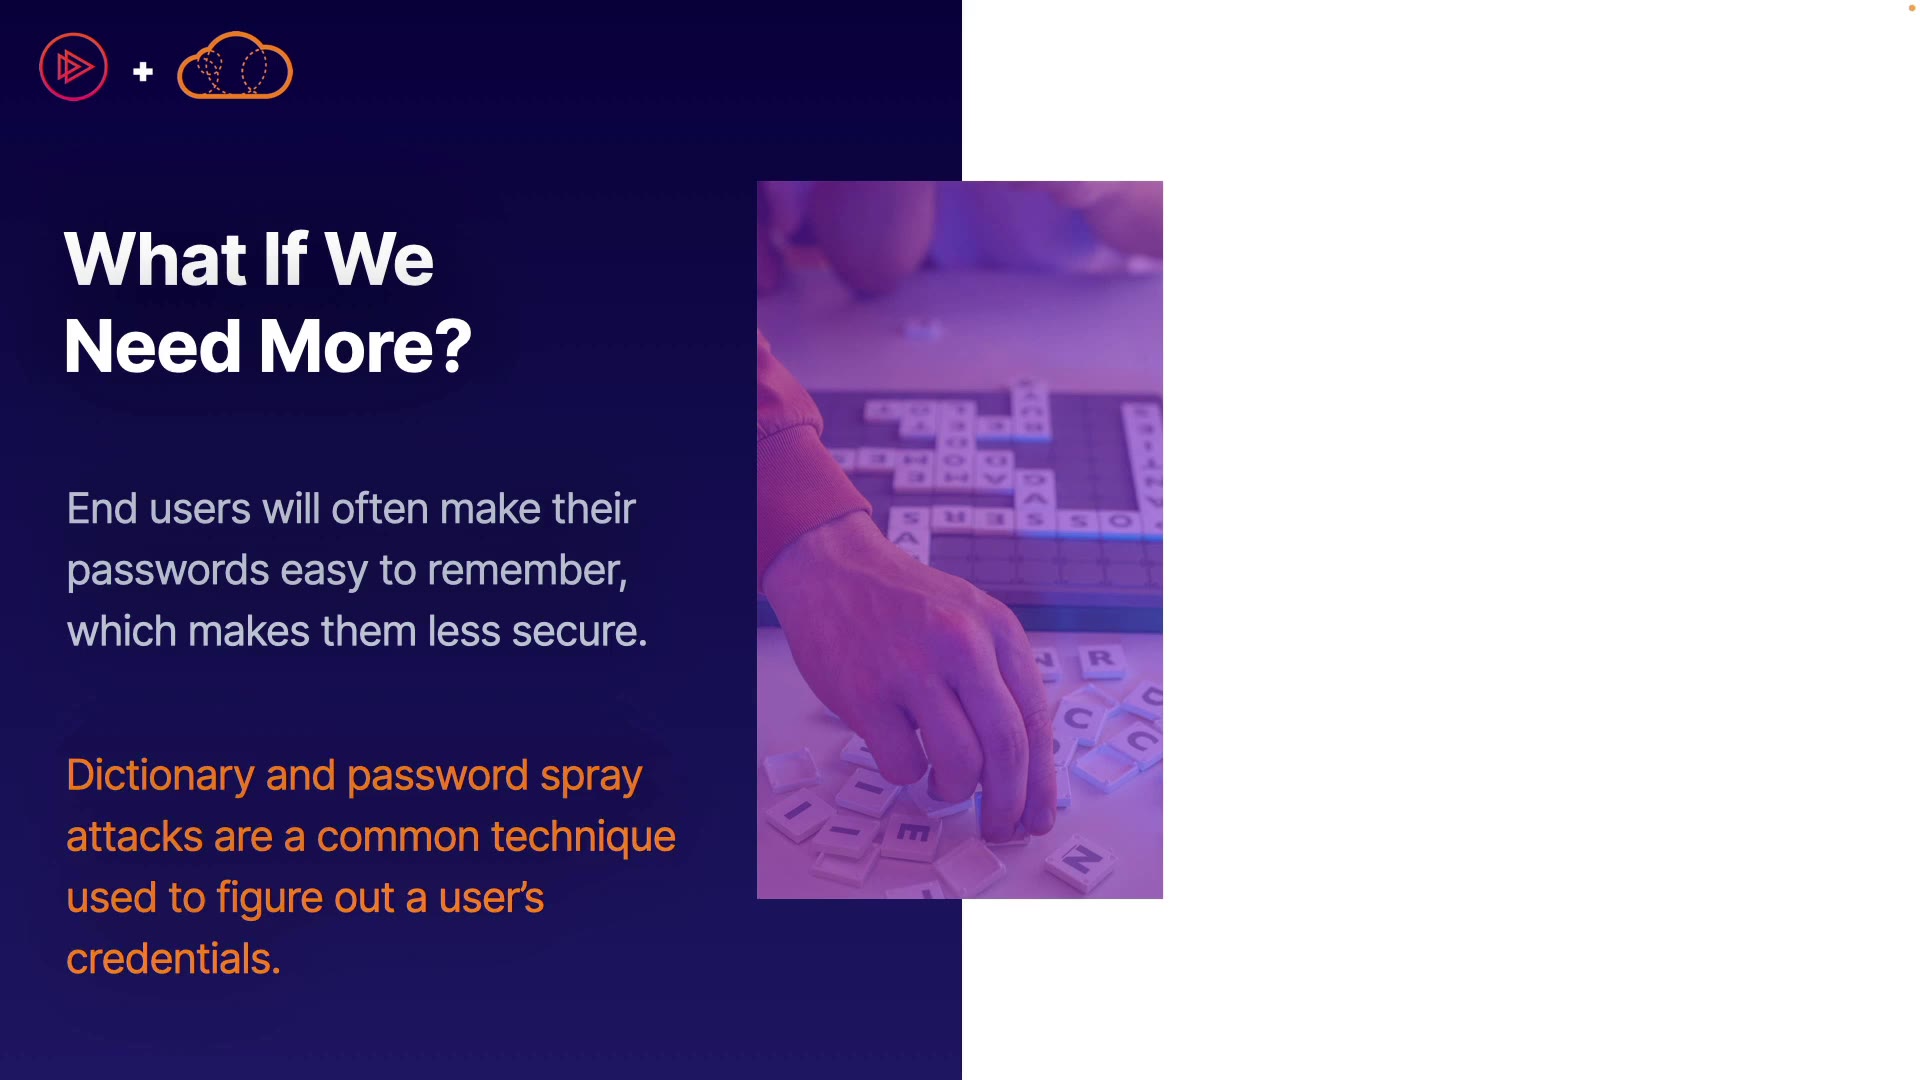 What If We
Need More?
End users will often make their
passwords easy to remember,
which makes them less secure.
Dictionary and password spray
attacks are a common technique
used to figure out a user’s
credentials.